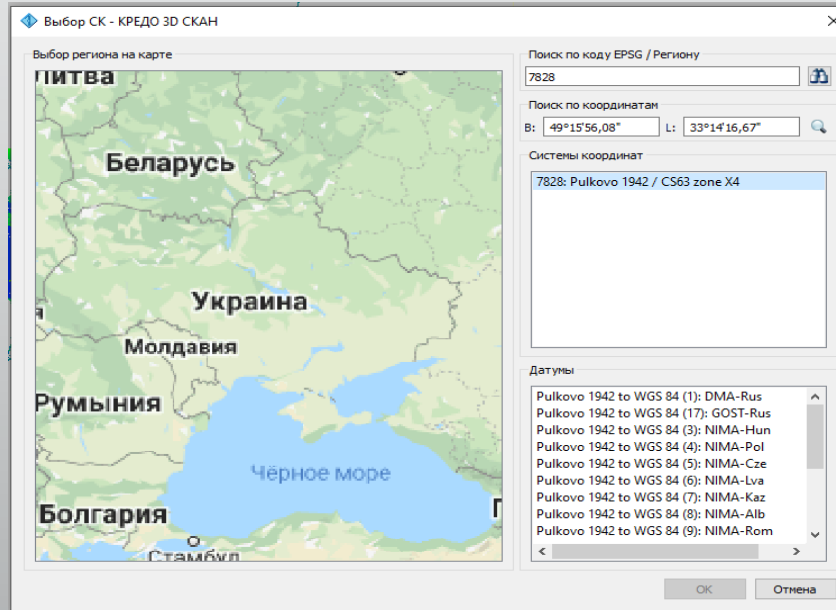 Выбор СК - КРЕДО 3D СКАН
Выбор региона на карте
Литва
Беларусь
Украина
Молдавия
Румыния
Чёрное море
Болгария
Стамбул
Поиск по коду EPSG / Региону
7828
Поиск по координатам
B: 49°15'56,08" L: 33°14'16,67"
Системы координат
7828: Pulkovo 1942 / CS63 zone X4
Датумы
Pulkovo 1942 to WGS 84 (1): DMA-Rus
Pulkovo 1942 to WGS 84 (17): GOST-Rus
Pulkovo 1942 to WGS 84 (3): NIMA-Hun
Pulkovo 1942 to WGS 84 (4): NIMA-Pol
Pulkovo 1942 to WGS 84 (5): NIMA-Cze
Pulkovo 1942 to WGS 84 (6): NIMA-Lva
Pulkovo 1942 to WGS 84 (7): NIMA-Kaz
Pulkovo 1942 to WGS 84 (8): NIMA-Alb
Pulkovo 1942 to WGS 84 (9): NIMA-Rom
OK Отмена